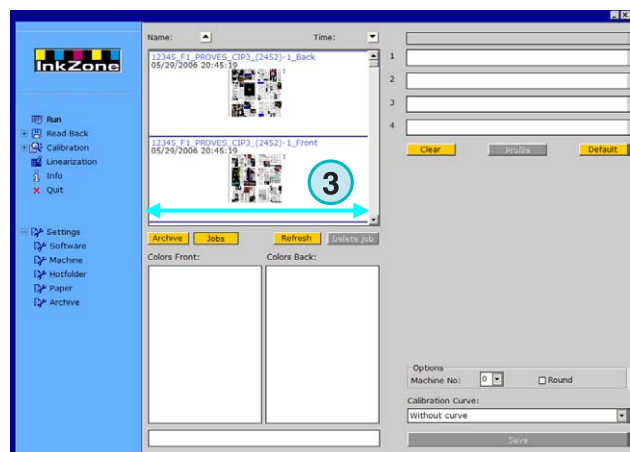 InkZone
Run
Read Back
Calibration
Linearization
Info
Quit
Settings
Software
Machine
Hotfolder
Paper
Archive
Name: Time:
12345_F1_PROVES_CIP3_(2452)-1_Back
05/29/2006 20:45:19
12345_F1_PROVES_CIP3_(2452)-1_Front
05/29/2006 20:45:19
3
Archive Jobs Refresh Delete job
Colors Front: Colors Back:
1
2
3
4
Clear Profile Default
Options
Machine No: 0 Round
Calibration Curve:
Without curve
Save